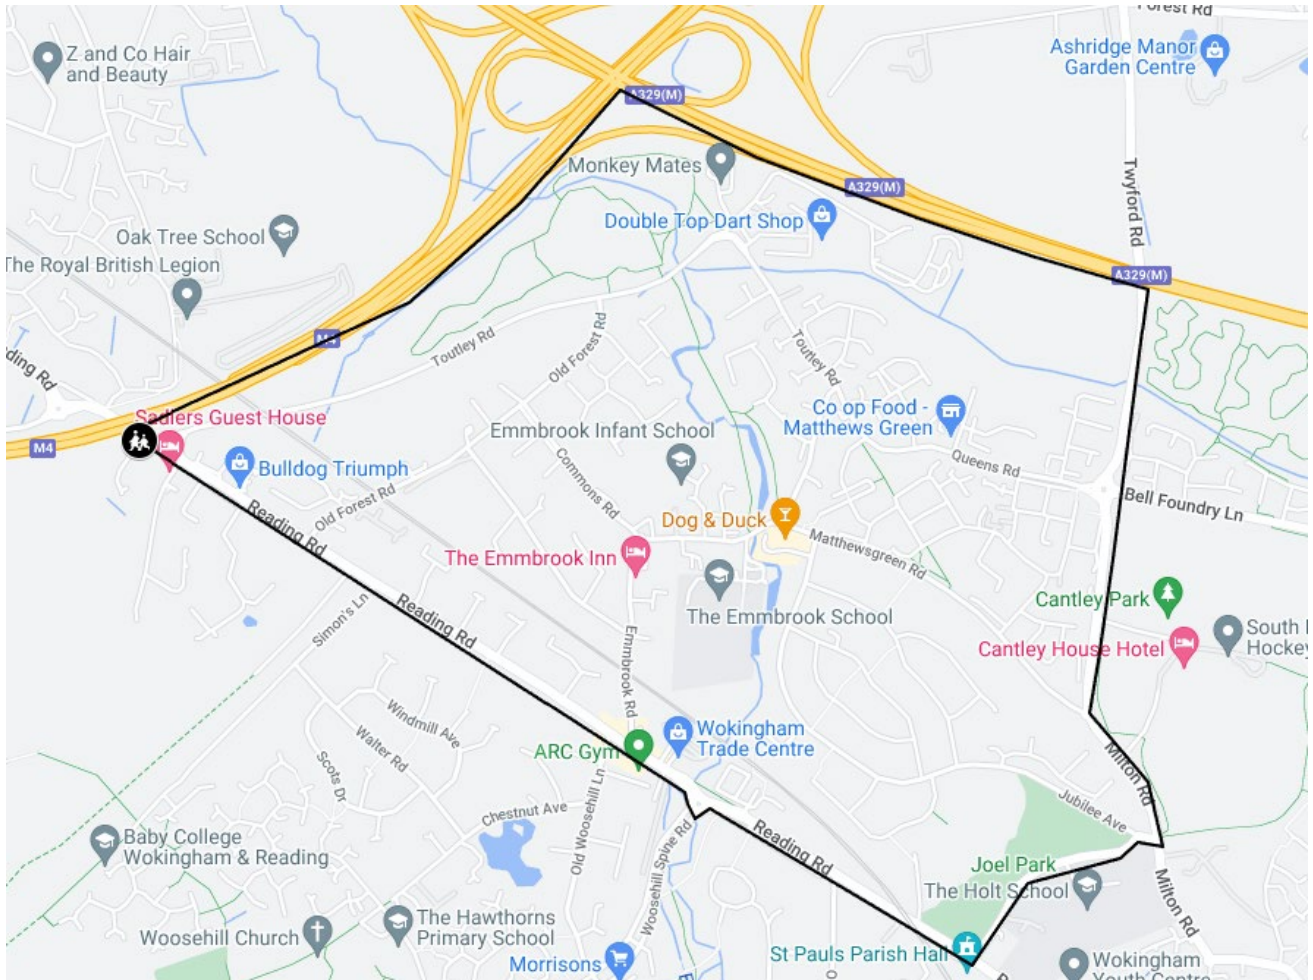 Forest Rd
Z and Co Hair
and Beauty
Ashridge Manor
Garden Centre
A329(M)
Monkey Mates
A329(M)
Twyford Rd
Double Top Dart Shop
Oak Tree School
The Royal British Legion
A329(M)
M4
Toutley Rd
Old Forest Rd
Toutley Rd
ding Rd
Sadlers Guest House
M4
Co op Food -
Matthews Green
Emmbrook Infant School
Bulldog Triumph
Commons Rd
Queens Rd
Bell Foundry Ln
Old Forest Rd
Reading Rd
Dog & Duck
Matthewsgreen Rd
The Emmbrook Inn
The Emmbrook School
Cantley Park
Simon's Ln
Reading Rd
Cantley House Hotel
South
Hockey
Emmbrook Rd
Windmill Ave
Walter Rd
Scots Dr
ARC Gym
Wokingham
Trade Centre
Milton Rd
Jubilee Ave
Chestnut Ave
Old Woosehill Ln
Woosehill Spine Rd
Reading Rd
Baby College
Wokingham & Reading
Joel Park
The Holt School
Milton Rd
The Hawthorns
Primary School
Woosehill Church
Morrisons
St Pauls Parish Hall
Wokingham
Youth Centre